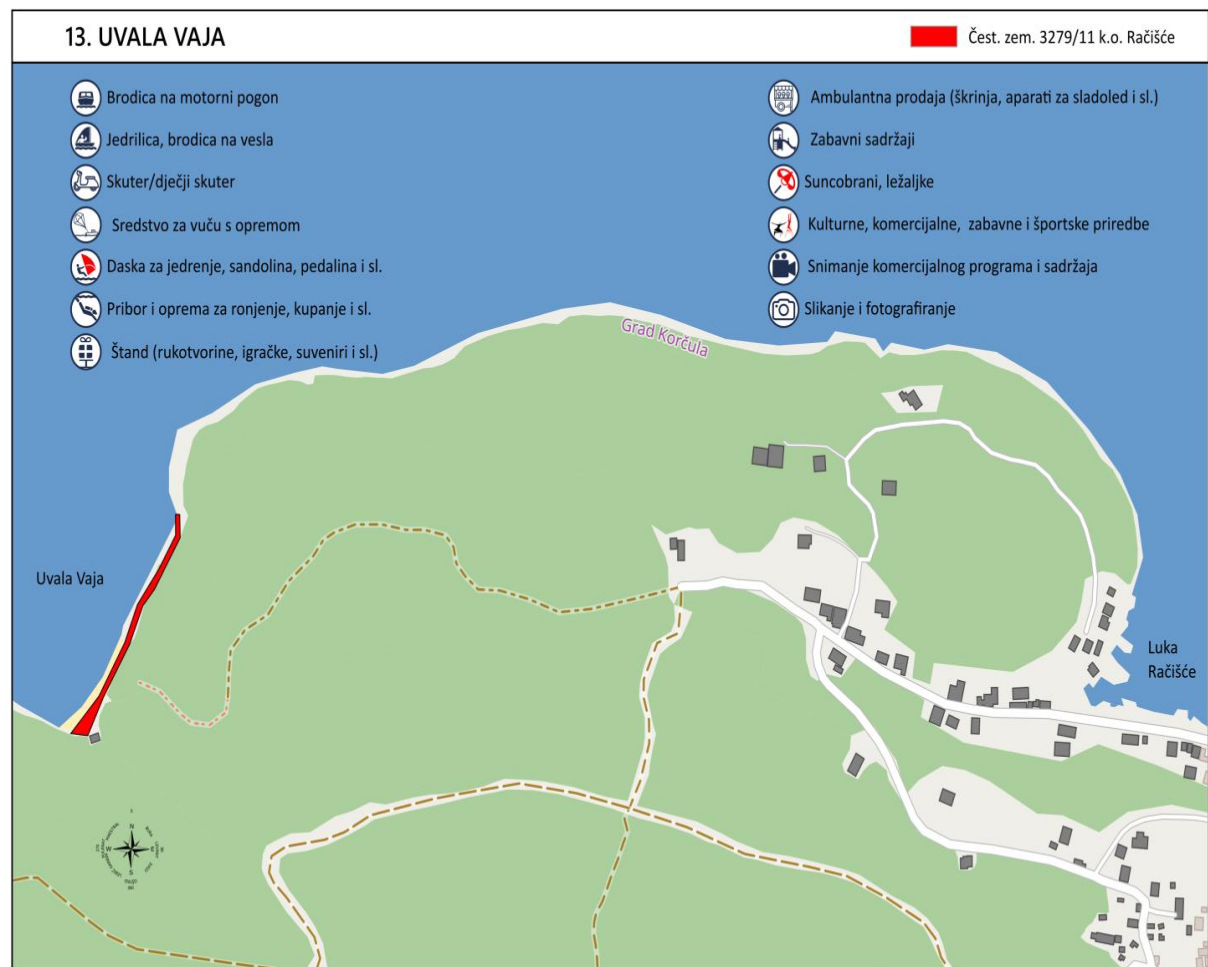 13. UVALA VAJA
Čest. zem. 3279/11 k.o. Račišće
Brodica na motorni pogon
Jedrilica, brodica na vesla
Skuter/dječji skuter
Sredstvo za vuču s opremom
Daska za jedrenje, sandolina, pedalina i sl.
Pribor i oprema za ronjenje, kupanje i sl.
Štand (rukotvorine, igračke, suveniri i sl.)
Ambulantna prodaja (škrinja, aparati za sladoled i sl.)
Zabavni sadržaji
Suncobrani, ležaljke
Kulturne, komercijalne, zabavne i športske priredbe
Snimanje komercijalnog programa i sadržaja
Slikanje i fotografiranje
Grad Korčula
Uvala Vaja
Luka
Račišće
N
W
E
S